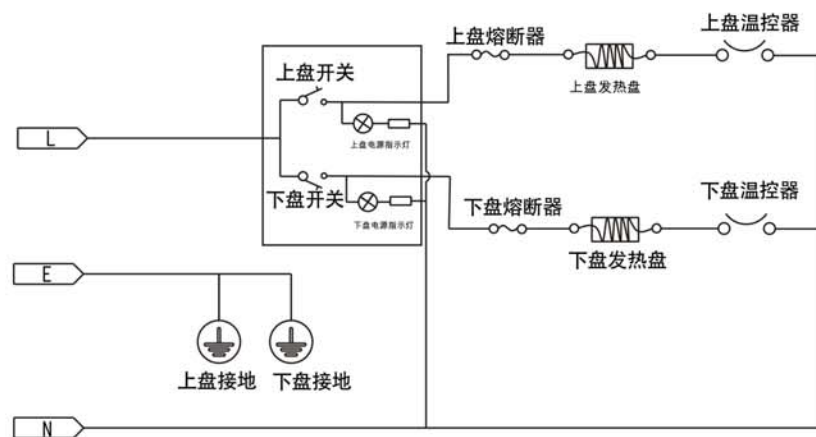 上盘熔断器
上盘温控器
上盘开关
上盘发热盘
L
上盘电源指示灯
下盘开关
下盘熔断器
下盘温控器
下盘电源指示灯
下盘发热盘
E
上盘接地
下盘接地
N